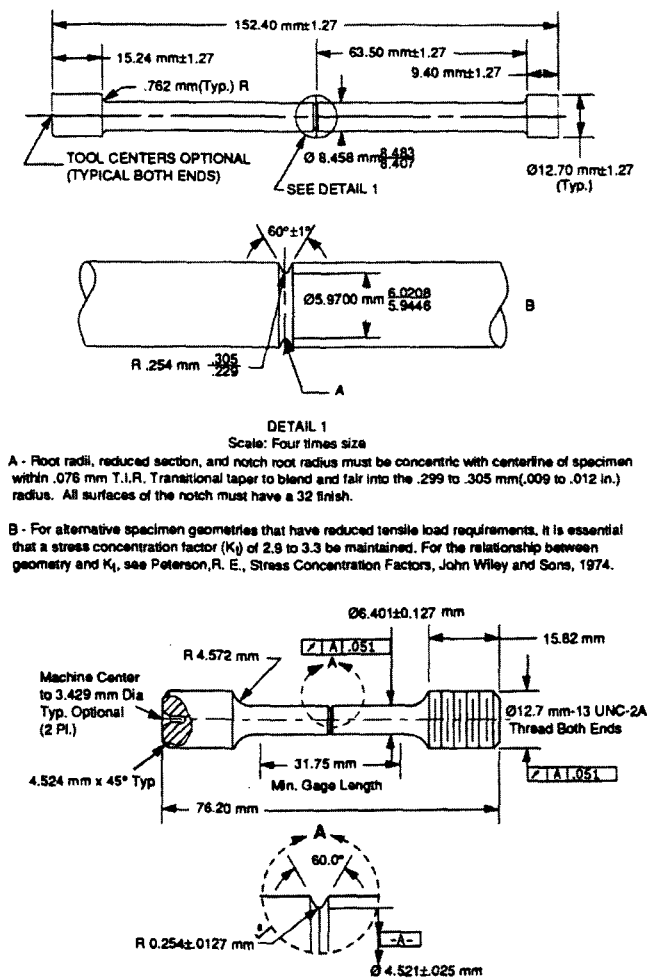 152.40 mm±1.27
15.24 mm±1.27
63.50 mm±1.27
9.40 mm±1.27
.762 mm(Typ.) R
TOOL CENTERS OPTIONAL
(TYPICAL BOTH ENDS)
Ø 8.458 mm 8.483
8.407
SEE DETAIL 1
Ø12.70 mm±1.27
(Typ.)
60°±1°
Ø5.9700 mm 6.0208
5.9446
B
R .254 mm .305
.229
A
DETAIL 1
Scale: Four times size
A - Root radii, reduced section, and notch root radius must be concentric with centerline of specimen
within .076 mm T.I.R. Transitional taper to blend and fair into the .299 to .305 mm(.009 to .012 in.)
radius. All surfaces of the notch must have a 32 finish.
B - For alternative specimen geometries that have reduced tensile load requirements, it is essential
that a stress concentration factor (Kt) of 2.9 to 3.3 be maintained. For the relationship between
geometry and Kt, see Peterson,R. E., Stress Concentration Factors, John Wiley and Sons, 1974.
Ø6.401±0.127 mm
15.82 mm
R 4.572 mm
A .051
A
Machine Center
to 3.429 mm Dia
Typ. Optional
(2 Pl.)
Ø12.7 mm-13 UNC-2A
Thread Both Ends
4.524 mm x 45° Typ
31.75 mm
Min. Gage Length
A .051
76.20 mm
A
60.0°
R 0.254±.0127 mm
-A-
Ø 4.521±.025 mm